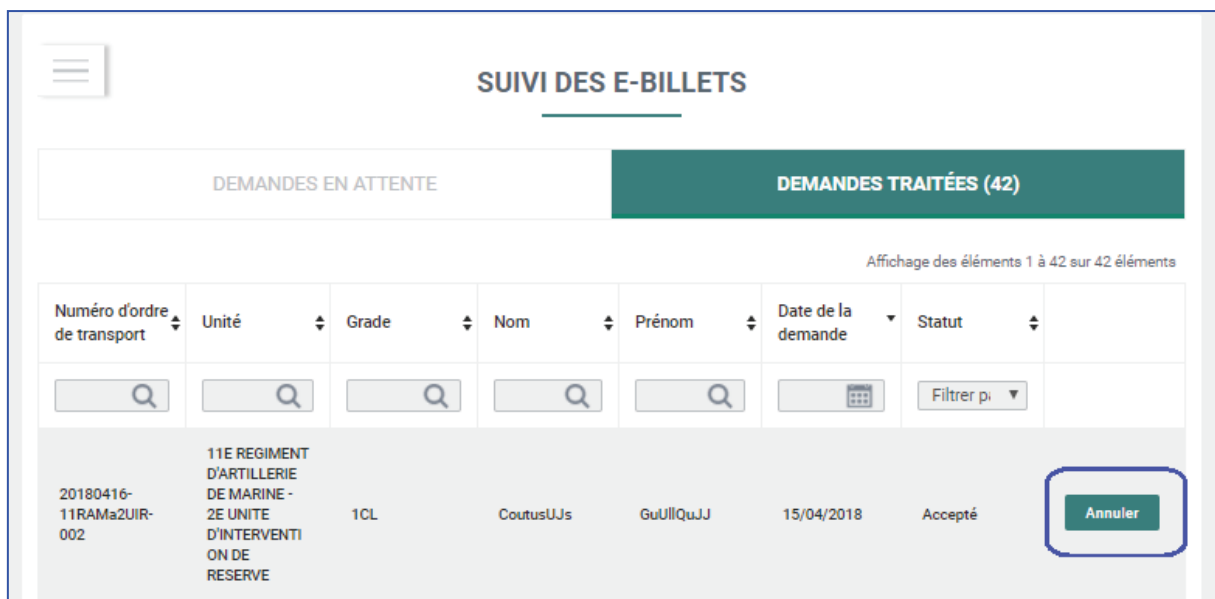 SUIVI DES E-BILLETS
DEMANDES EN ATTENTE
DEMANDES TRAITÉES (42)
Affichage des éléments 1 à 42 sur 42 éléments
Numéro d'ordre
de transport
Unité
Grade
Nom
Prénom
Date de la
demande
Statut
Filtrer pa
20180416-
11RAMa2UIR-
002
11E REGIMENT
D'ARTILLERIE
DE MARINE -
2E UNITE
D'INTERVENTI
ON DE
RESERVE
1CL
CoutusUJs
GuUllQuJJ
15/04/2018
Accepté
Annuler